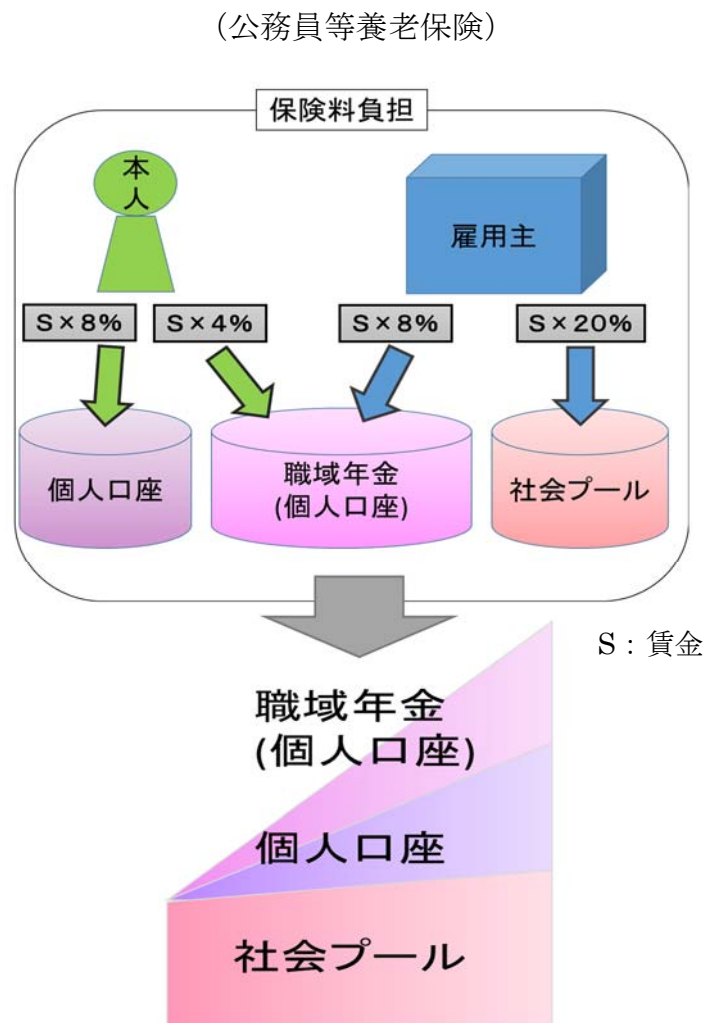 （公務員等養老保険）
保険料負担
本
人
雇用主
S×8%
S×4%
S×8%
S×20%
個人口座
職域年金
(個人口座)
社会プール
S：賃金
職域年金
(個人口座)
個人口座
社会プール